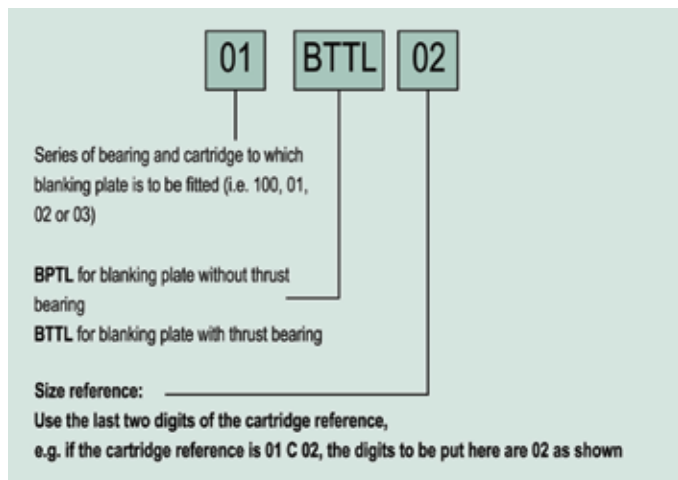 01 BTTL 02
Series of bearing and cartridge to which
blanking plate is to be fitted (i.e. 100, 01,
02 or 03)
BPTL for blanking plate without thrust
bearing
BTTL for blanking plate with thrust bearing
Size reference:
Use the last two digits of the cartridge reference,
e.g. if the cartridge reference is 01 C 02, the digits to be put here are 02 as shown